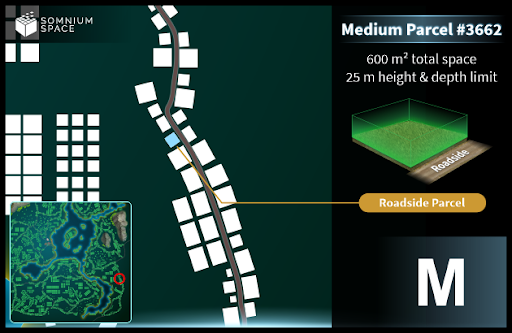 SOMNIUM
SPACE
Medium Parcel #3662
600 m² total space
25 m height & depth limit
Roadside
Roadside Parcel
M